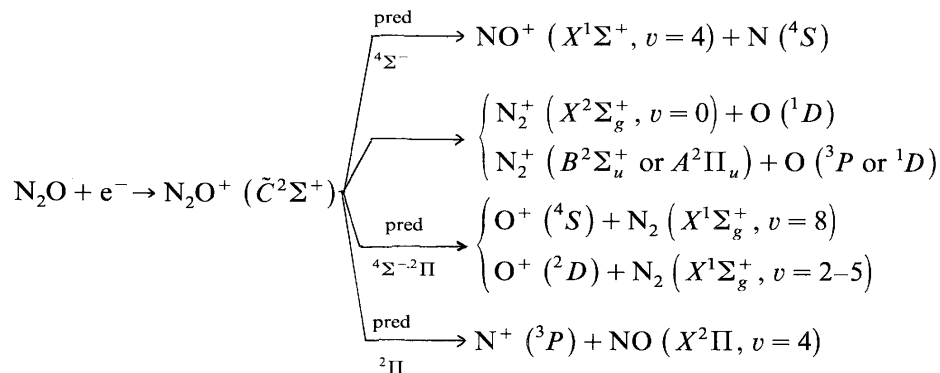 pred
⁴Σ⁻
NO⁺ (X¹Σ⁺, v = 4) + N (⁴S)
N₂⁺ (X²Σg⁺, v = 0) + O (¹D)
N₂⁺ (B²Σu⁺ or A²Πu) + O (³P or ¹D)
N₂O + e⁻ → N₂O⁺ (C̃²Σ⁺)
pred
⁴Σ⁻·²Π
O⁺ (⁴S) + N₂ (X¹Σg⁺, v = 8)
O⁺ (²D) + N₂ (X¹Σg⁺, v = 2–5)
pred
²Π
N⁺ (³P) + NO (X²Π, v = 4)